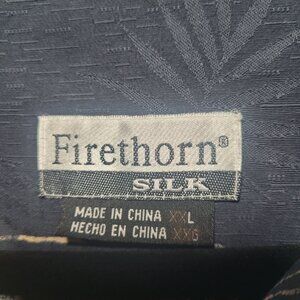 Firethorn®
SILK
MADE IN CHINA XXL
HECHO EN CHINA XXG